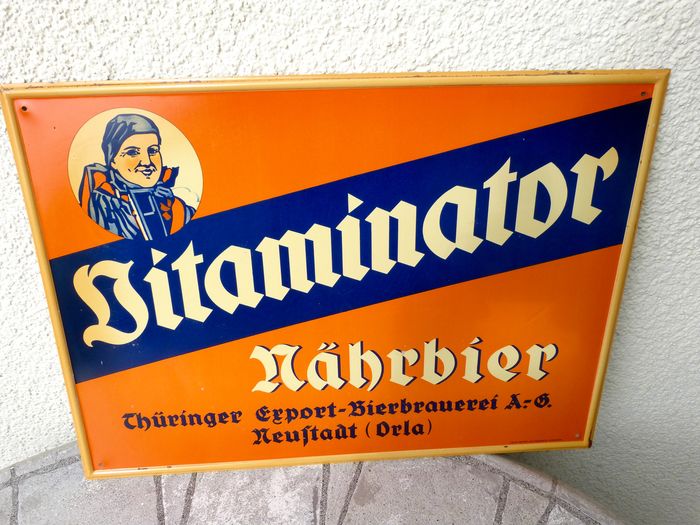 Vitaminator
Nährbier
Thüringer Export-Bierbrauerei A.-G.
Neuſtadt (Orla)